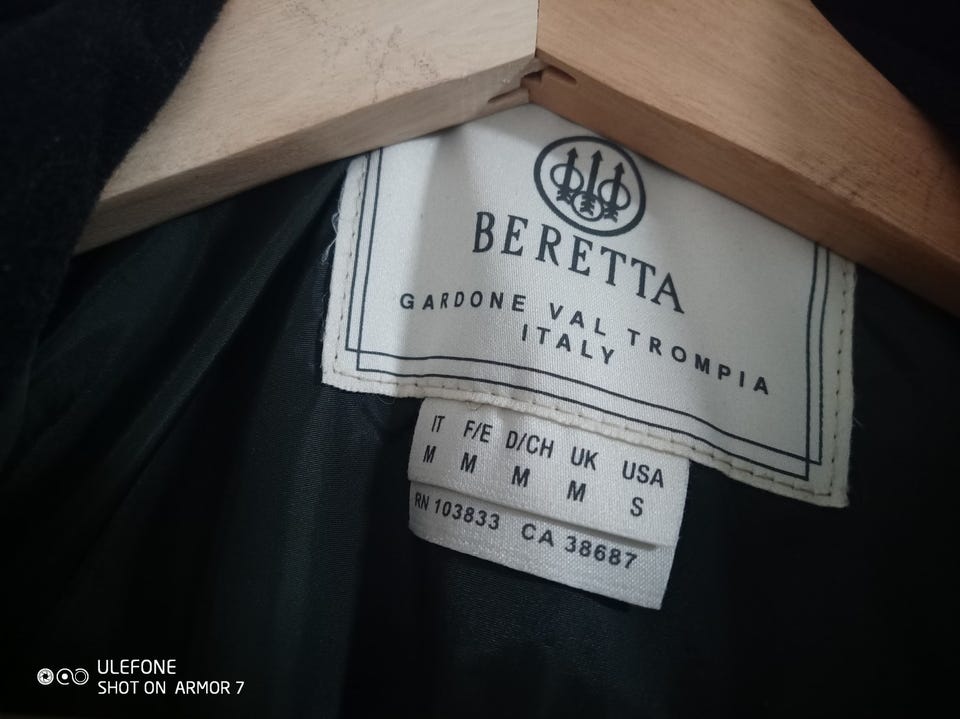 BERETTA
GARDONE VAL TROMPIA
ITALY
IT F/E D/CH UK USA
M M M M S
RN 103833 CA 38687
ULEFONE
SHOT ON ARMOR 7